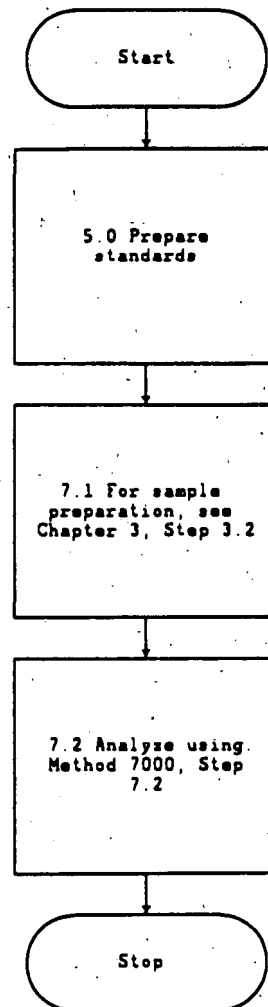 Start
5.0 Prepare
standards
7.1 For sample
preparation, see
Chapter 3, Step 3.2
7.2 Analyze using
Method 7000, Step
7.2
Stop